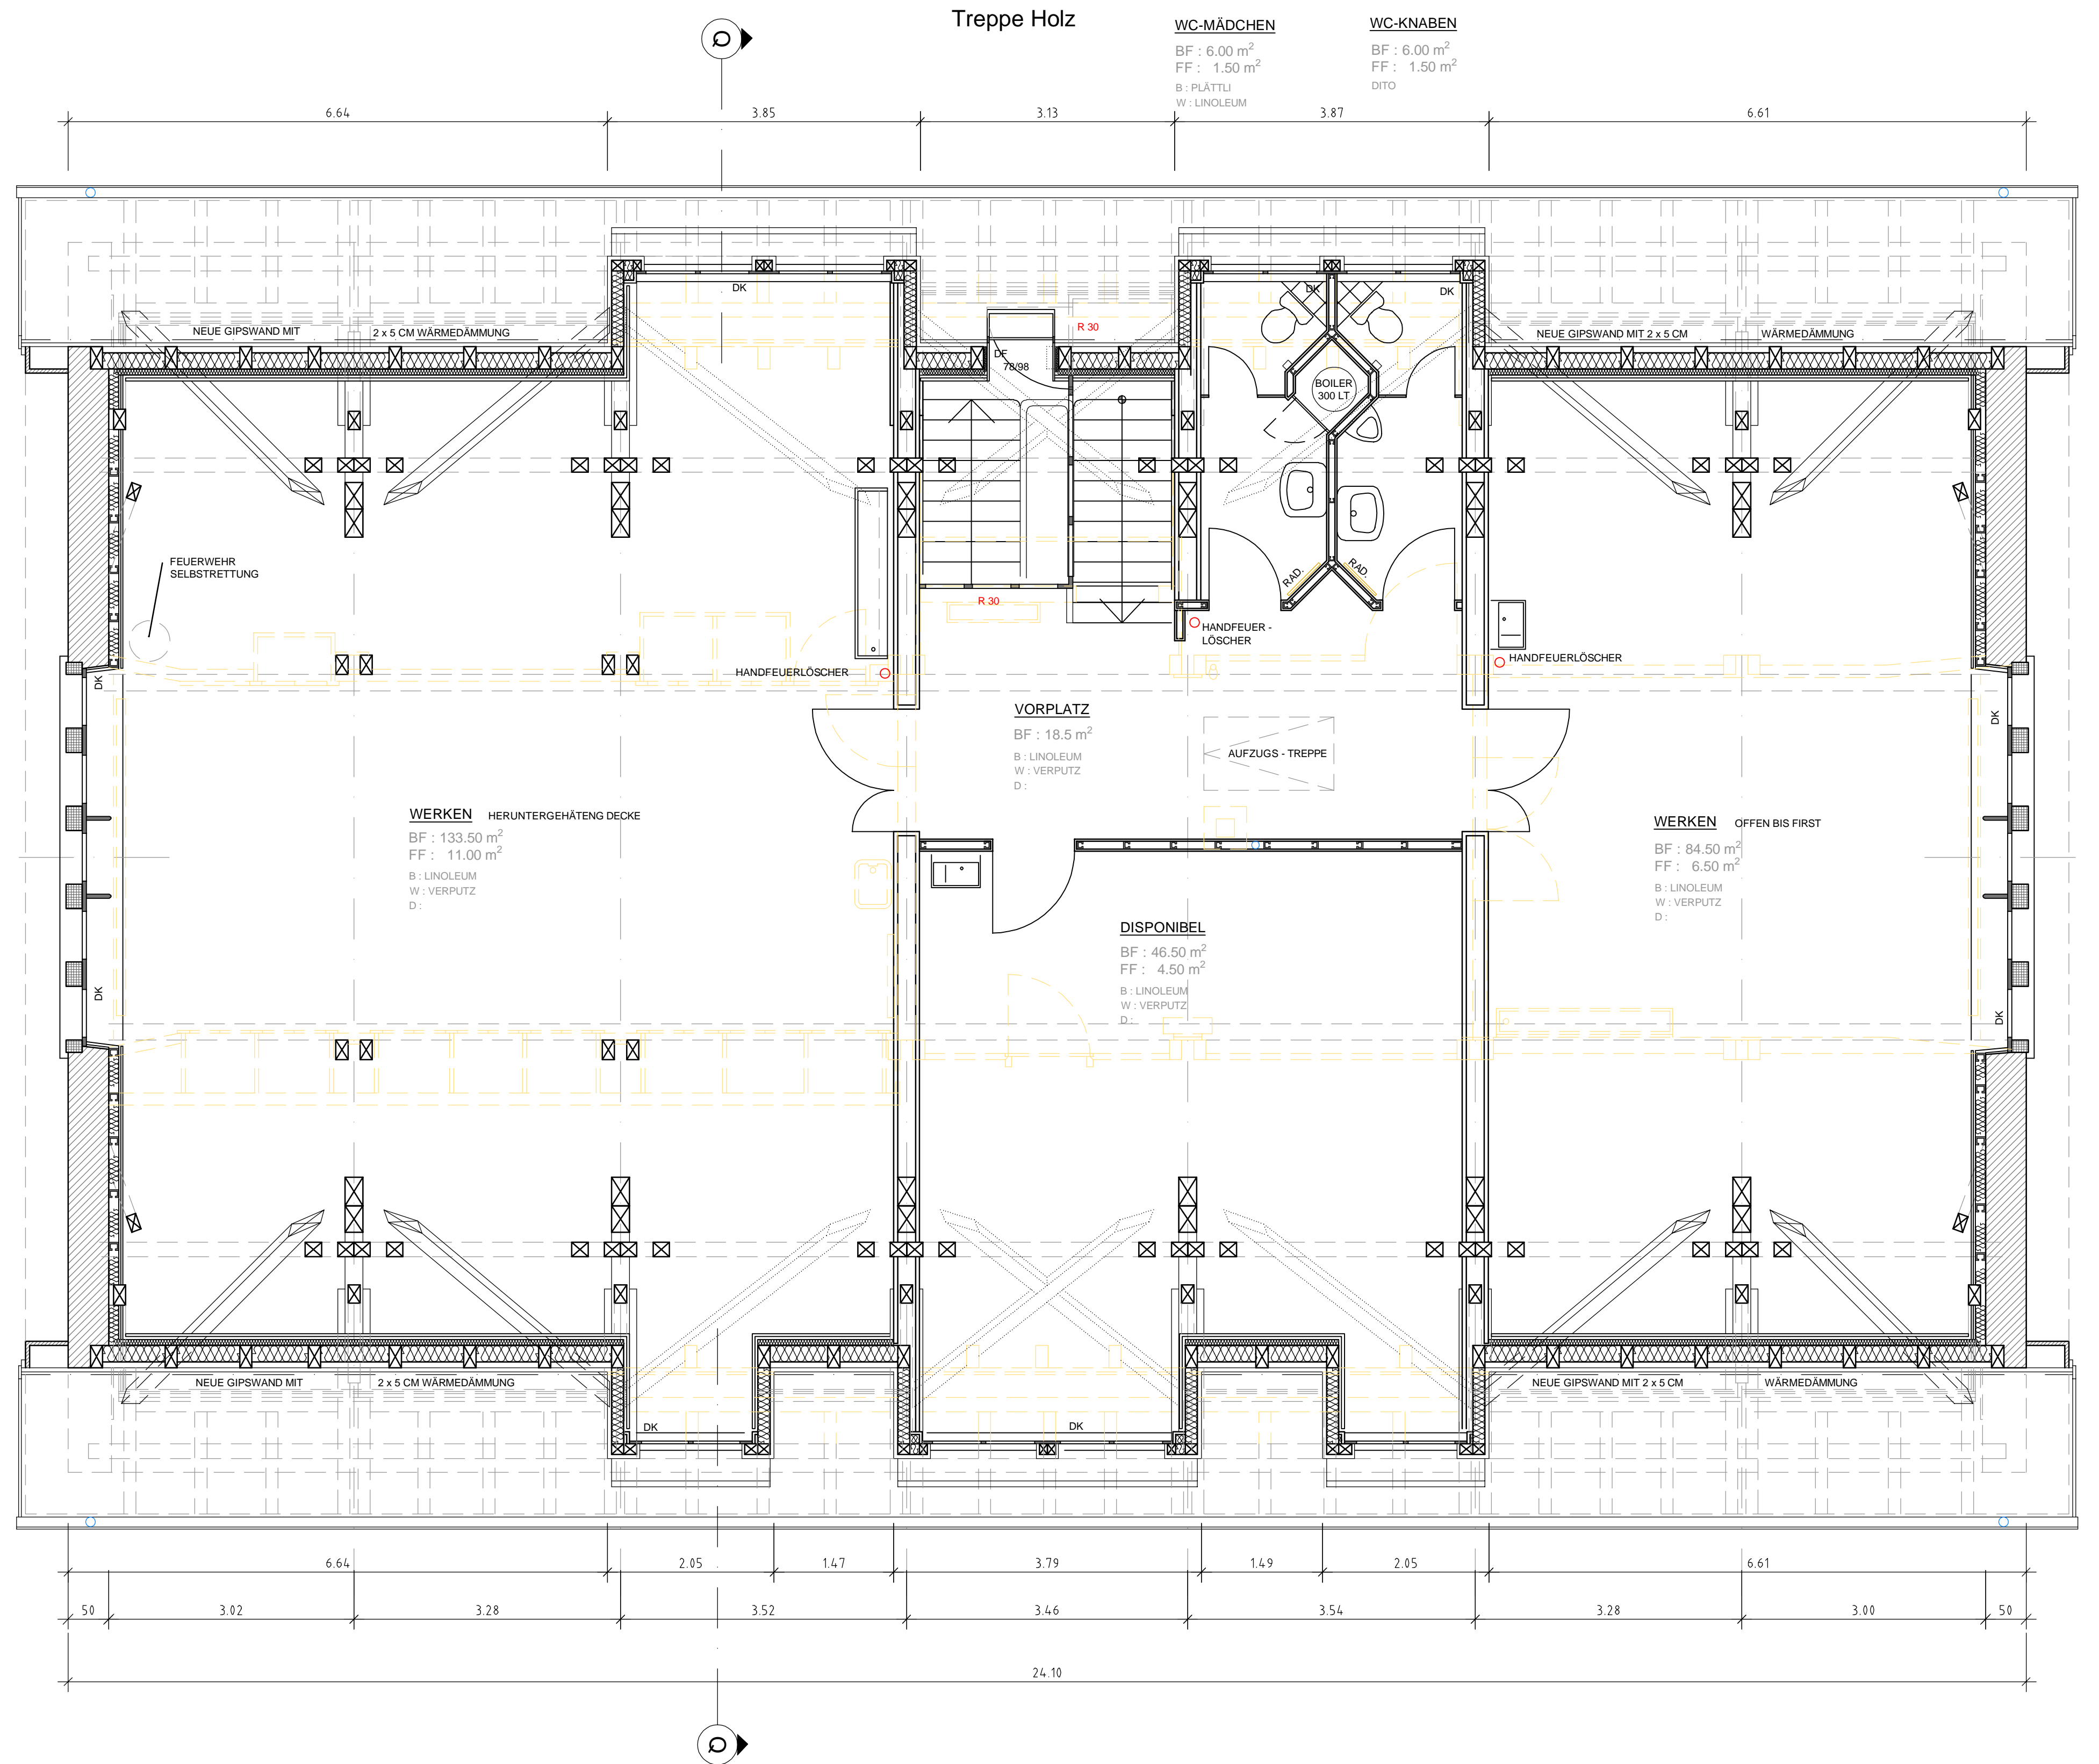 Treppe Holz
WC-MÄDCHEN
BF : 6.00 m²
FF : 1.50 m²
B : PLÄTTLI
W : LINOLEUM
WC-KNABEN
BF : 6.00 m²
FF : 1.50 m²
DITO
Q
6.64
3.85
3.13
3.87
6.61
DK
DK
DK
NEUE GIPSWAND MIT
2 x 5 CM WÄRMEDÄMMUNG
R 30
NEUE GIPSWAND MIT 2 x 5 CM
WÄRMEDÄMMUNG
DF
78/98
BOILER
300 LT
FEUERWEHR
SELBSTRETTUNG
RAD.
RAD.
R 30
HANDFEUER -
LÖSCHER
HANDFEUERLÖSCHER
HANDFEUERLÖSCHER
DK
DK
VORPLATZ
BF : 18.5 m²
B : LINOLEUM
W : VERPUTZ
D :
AUFZUGS - TREPPE
WERKEN HERUNTERGEHÄTENG DECKE
BF : 133.50 m²
FF : 11.00 m²
B : LINOLEUM
W : VERPUTZ
D :
WERKEN OFFEN BIS FIRST
BF : 84.50 m²
FF : 6.50 m²
B : LINOLEUM
W : VERPUTZ
D :
DISPONIBEL
BF : 46.50 m²
FF : 4.50 m²
B : LINOLEUM
W : VERPUTZ
D :
DK
DK
NEUE GIPSWAND MIT
2 x 5 CM WÄRMEDÄMMUNG
NEUE GIPSWAND MIT 2 x 5 CM
WÄRMEDÄMMUNG
DK
DK
6.64
2.05
1.47
3.79
1.49
2.05
6.61
50
3.02
3.28
3.52
3.46
3.54
3.28
3.00
50
24.10
Q